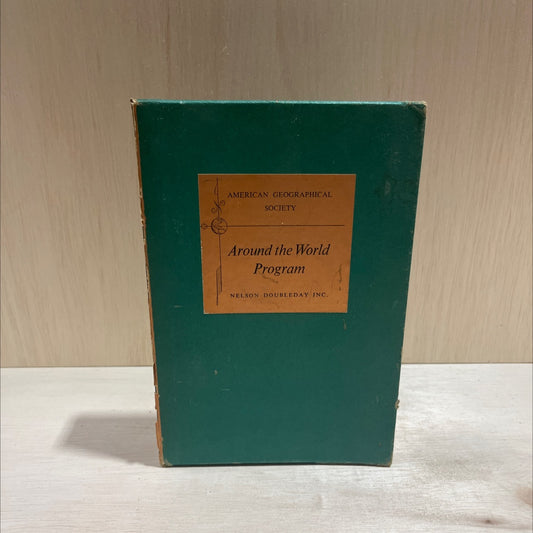 AMERICAN GEOGRAPHICAL
SOCIETY
Around the World
Program
NELSON DOUBLEDAY INC.